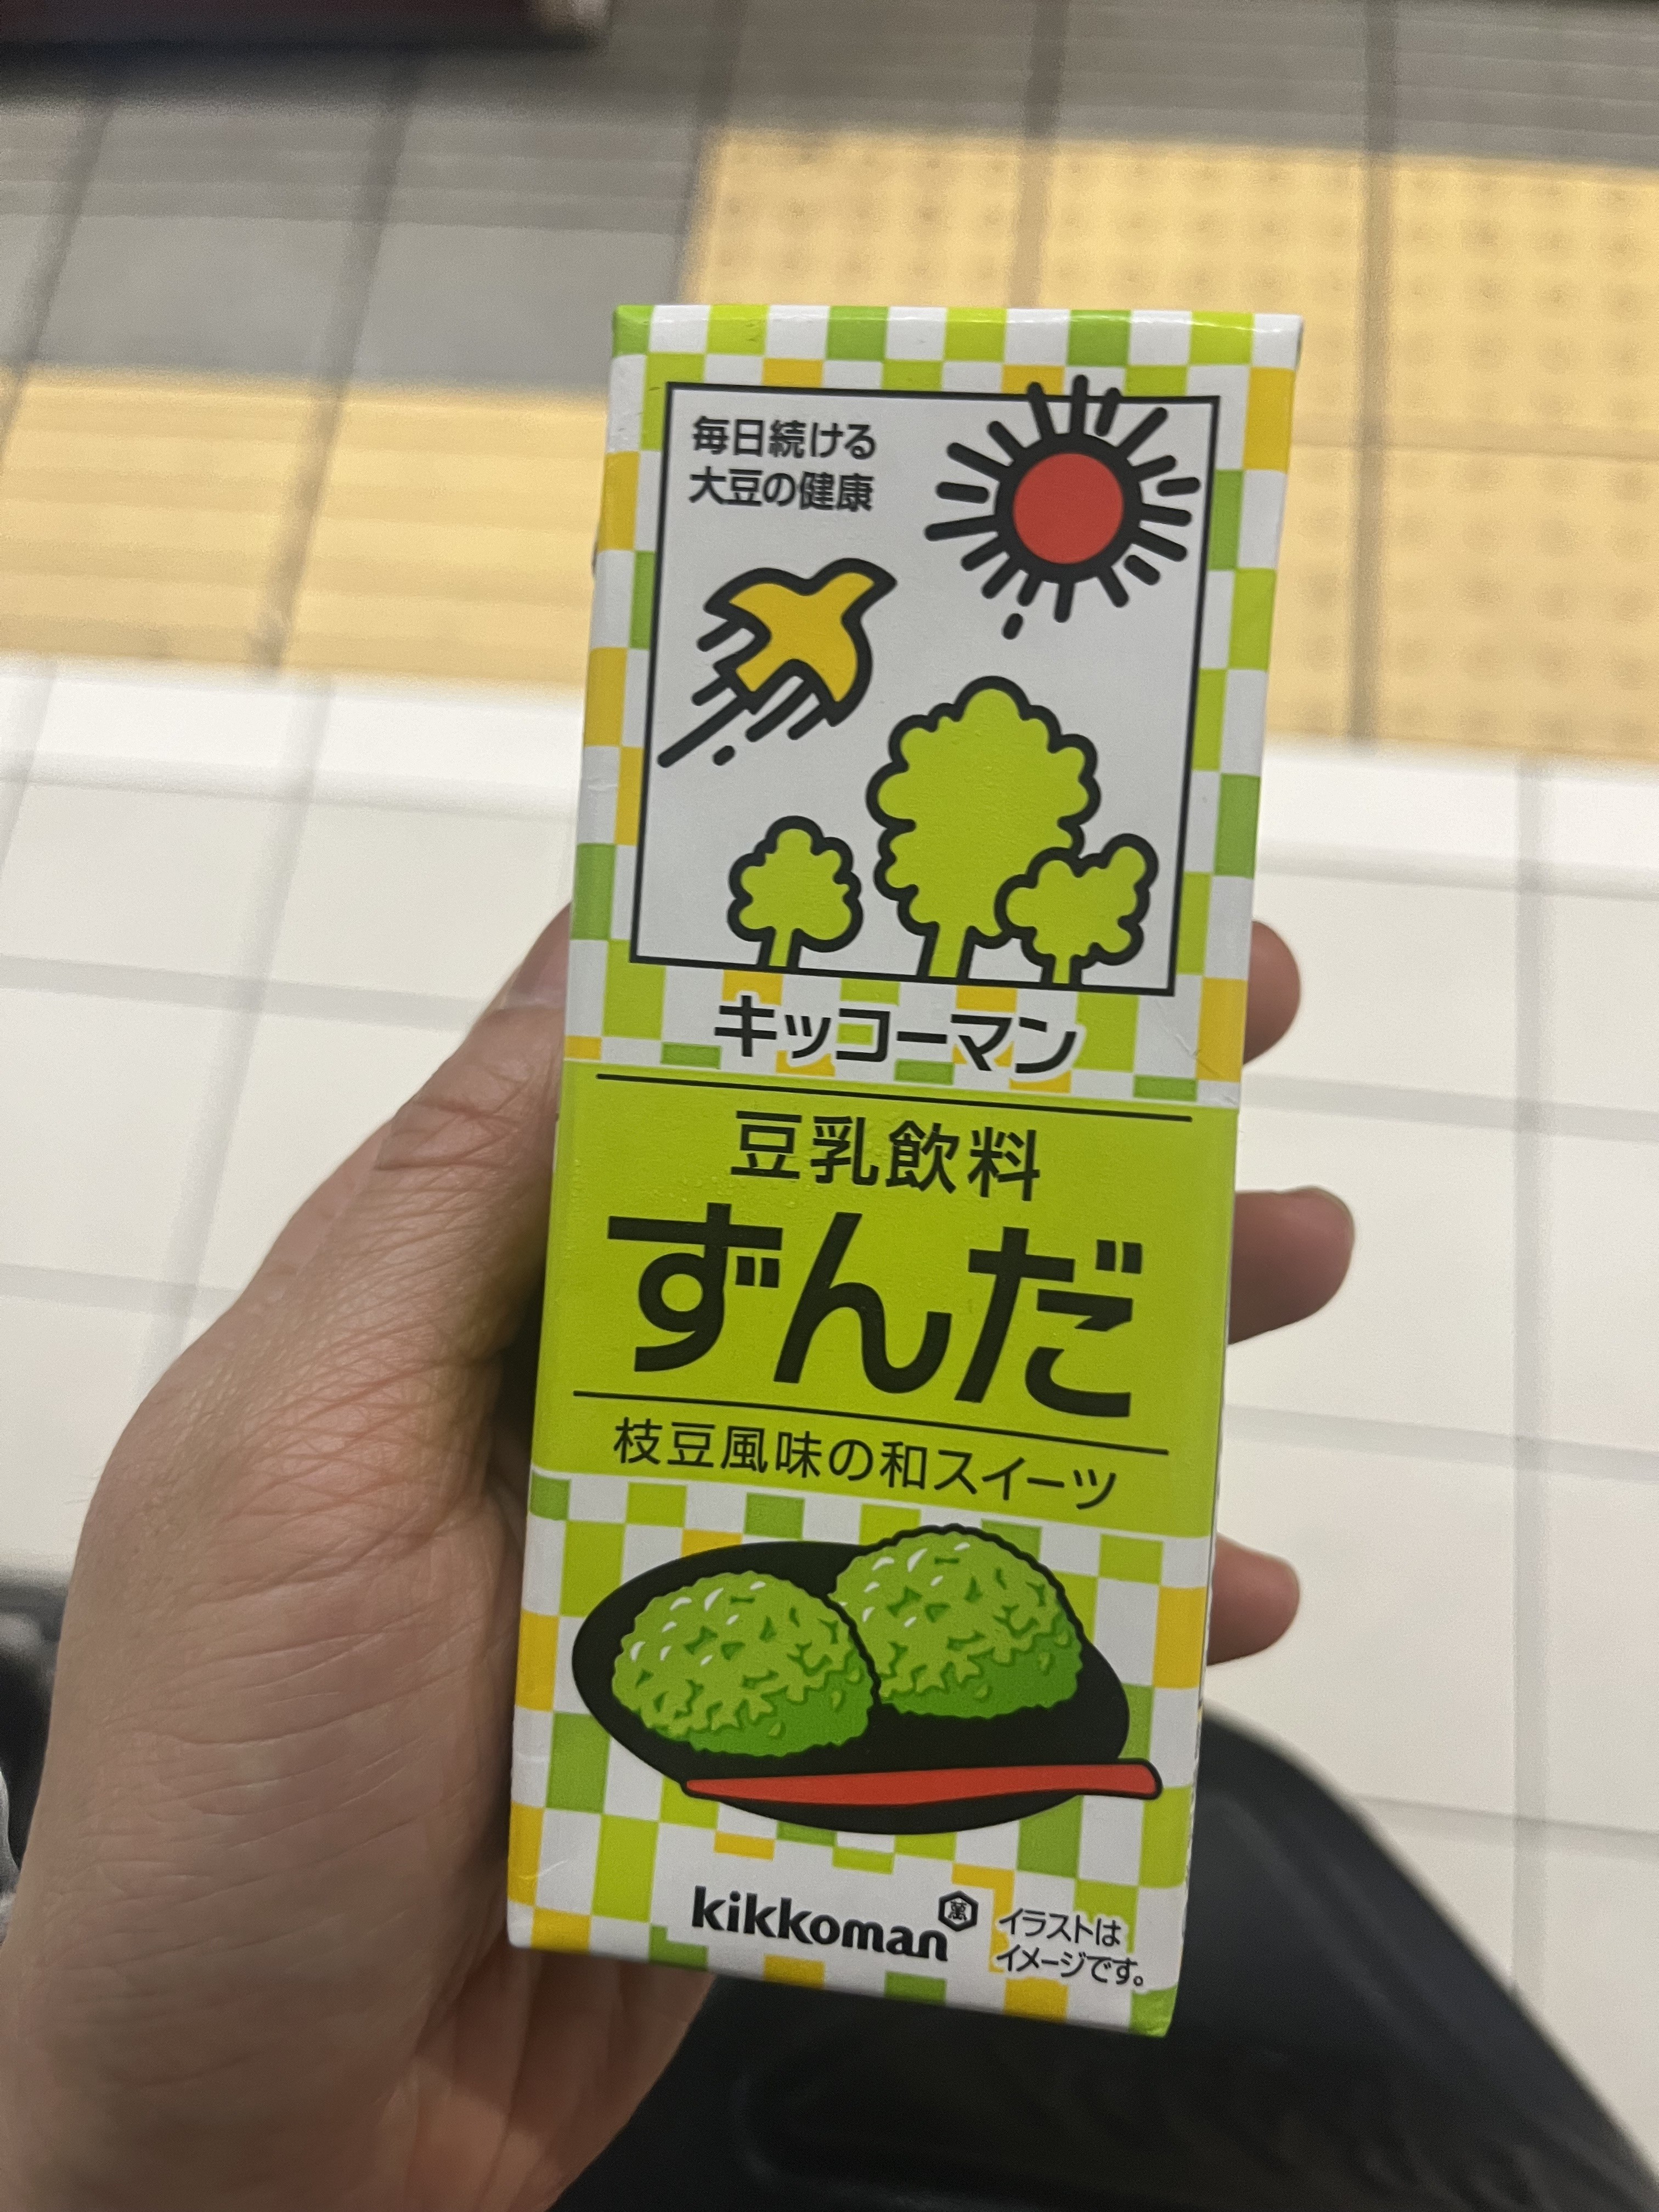 毎日続ける
大豆の健康
キッコーマン
豆乳飲料
ずんだ
枝豆風味の和スイーツ
kikkoman 萬
イラストは
イメージです。